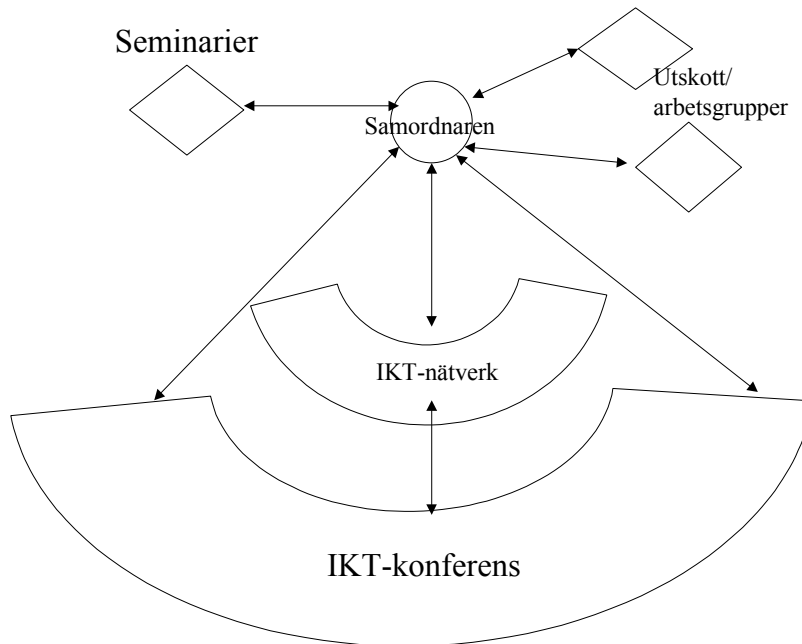 Seminarier
Utskott/
arbetsgrupper
Samordnaren
IKT-nätverk
IKT-konferens